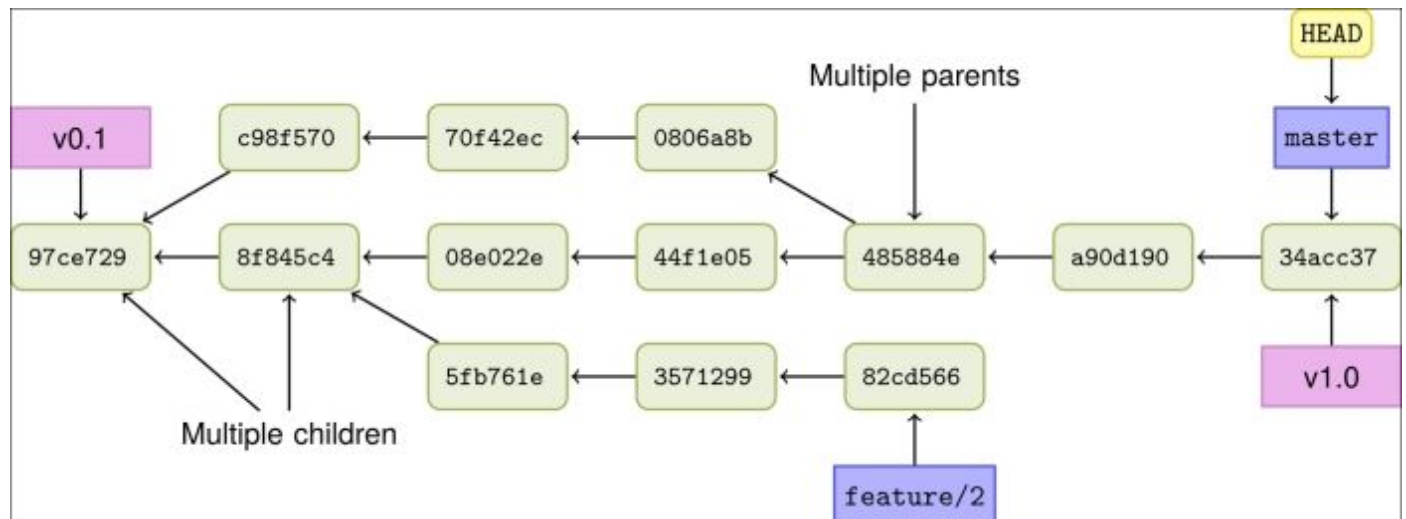 HEAD
Multiple parents
v0.1
c98f570
70f42ec
0806a8b
master
97ce729
8f845c4
08e022e
44f1e05
485884e
a90d190
34acc37
5fb761e
3571299
82cd566
v1.0
Multiple children
feature/2